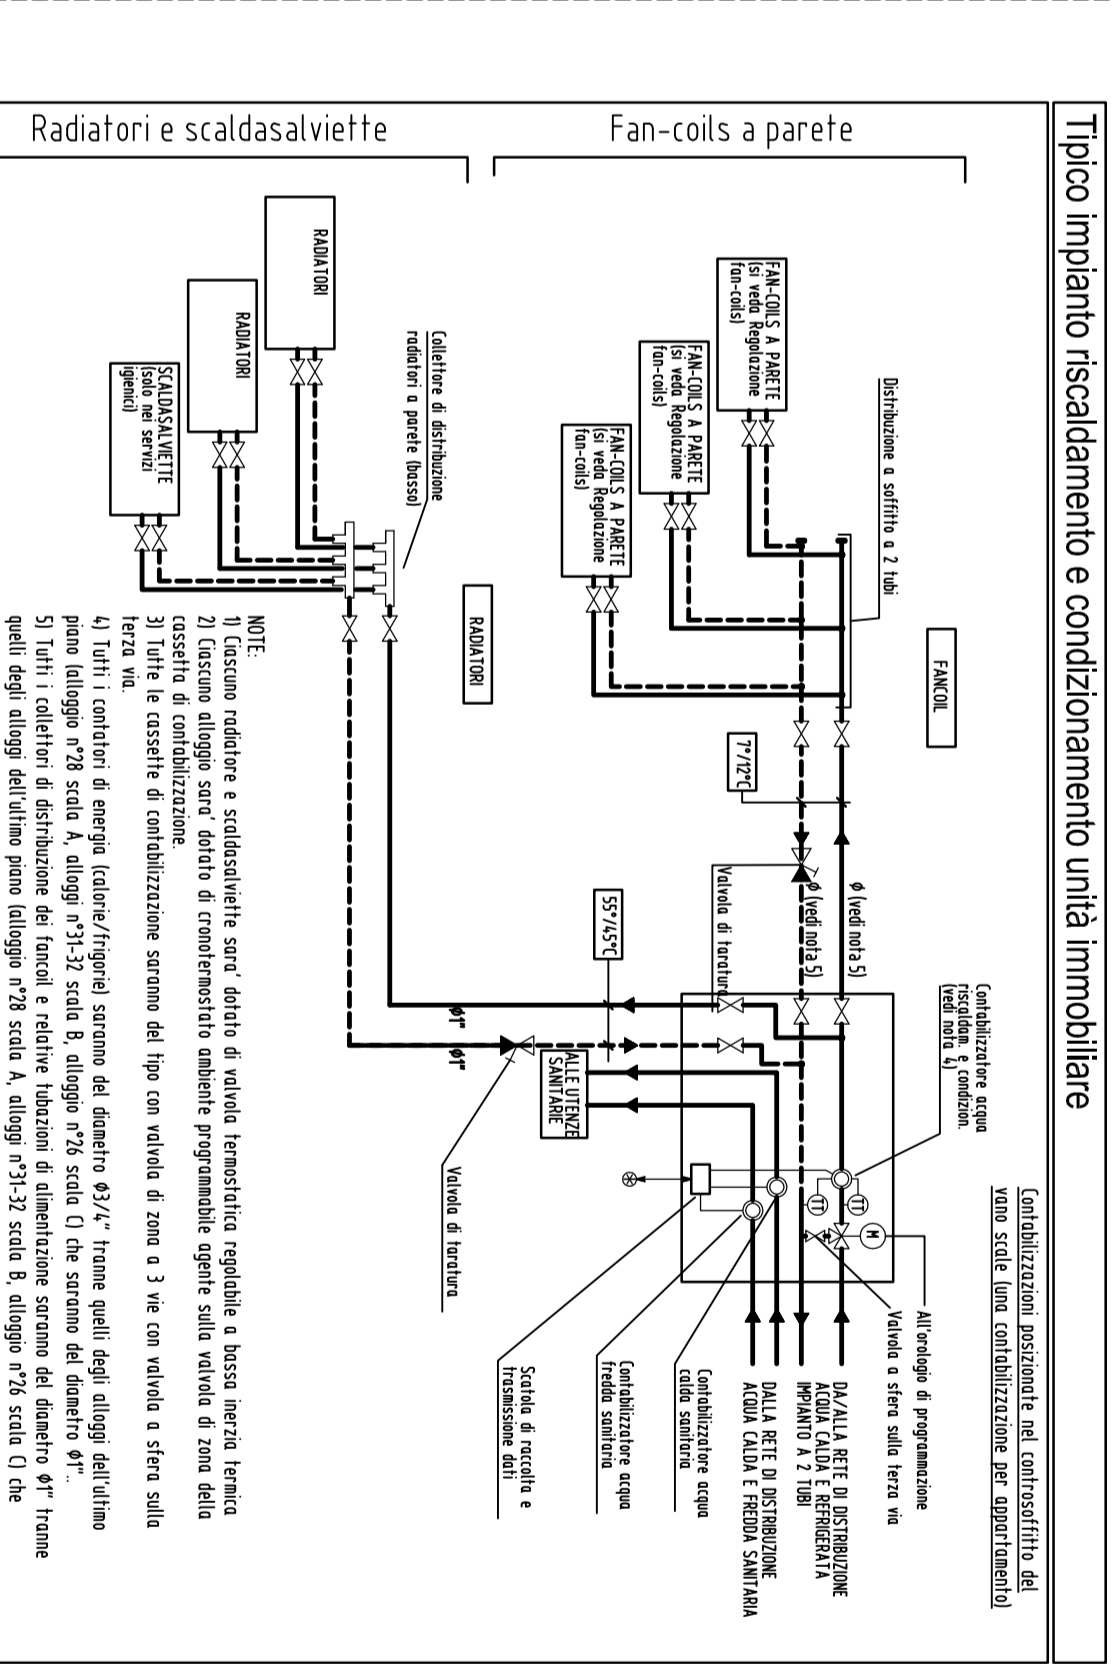 Tipico impianto riscaldamento e condizionamento unità immobiliare
Contabilizzazioni posizionate nel controsoffitto del
vano scale (una contabilizzazione per appartamento)
Fan-coils a parete
FANCOIL
Distribuzione a soffitto a 2 tubi
FAN-COILS A PARETE
(si veda Regolazione
fan-coils)
FAN-COILS A PARETE
(si veda Regolazione
fan-coils)
FAN-COILS A PARETE
(si veda Regolazione
fan-coils)
7°/12°C
ϕ (vedi nota 5)
ϕ (vedi nota 5)
Valvola di taratura
Contabilizzatore acqua
riscaldam. e condizion.
(vedi nota 4)
TT
TT
M
All'orologio di programmazione
Valvola a sfera sulla terza via
DA/ALLA RETE DI DISTRIBUZIONE
ACQUA CALDA E REFRIGERATA
IMPIANTO A 2 TUBI
DALLA RETE DI DISTRIBUZIONE
ACQUA CALDA E FREDDA SANITARIA
Contabilizzatore acqua
calda sanitaria
Contabilizzatore acqua
fredda sanitaria
Scatola di raccolta e
trasmissione dati
55°/45°C
ALLE UTENZE
SANITARIE
ϕ1"
ϕ1"
Valvola di taratura
Radiatori e scaldasalviette
RADIATORI
Collettore di distribuzione
radiatori a parete (basso)
RADIATORI
RADIATORI
SCALDASALVIETTE
(solo nei servizi
igienici)
NOTE:
1) Ciascuno radiatore e scaldasalviette sara' dotato di valvola termostatica regolabile a bassa inerzia termica
2) Ciascuno alloggio sara' dotato di cronotermostato ambiente programmabile agente sulla valvola di zona della
cassetta di contabilizzazione.
3) Tutte le cassette di contabilizzazione saranno del tipo con valvola di zona a 3 vie con valvola a sfera sulla
terza via.
4) Tutti i contatori di energia (calorie/frigorie) saranno del diametro ϕ3/4" tranne quelli degli alloggi dell'ultimo
piano (alloggio n°28 scala A, alloggi n°31-32 scala B, alloggio n°26 scala C) che saranno del diametro ϕ1"..
5) Tutti i collettori di distribuzione dei fancoil e relative tubazioni di alimentazione saranno del diametro ϕ1" tranne
quelli degli alloggi dell'ultimo piano (alloggio n°28 scala A, alloggi n°31-32 scala B, alloggio n°26 scala C) che